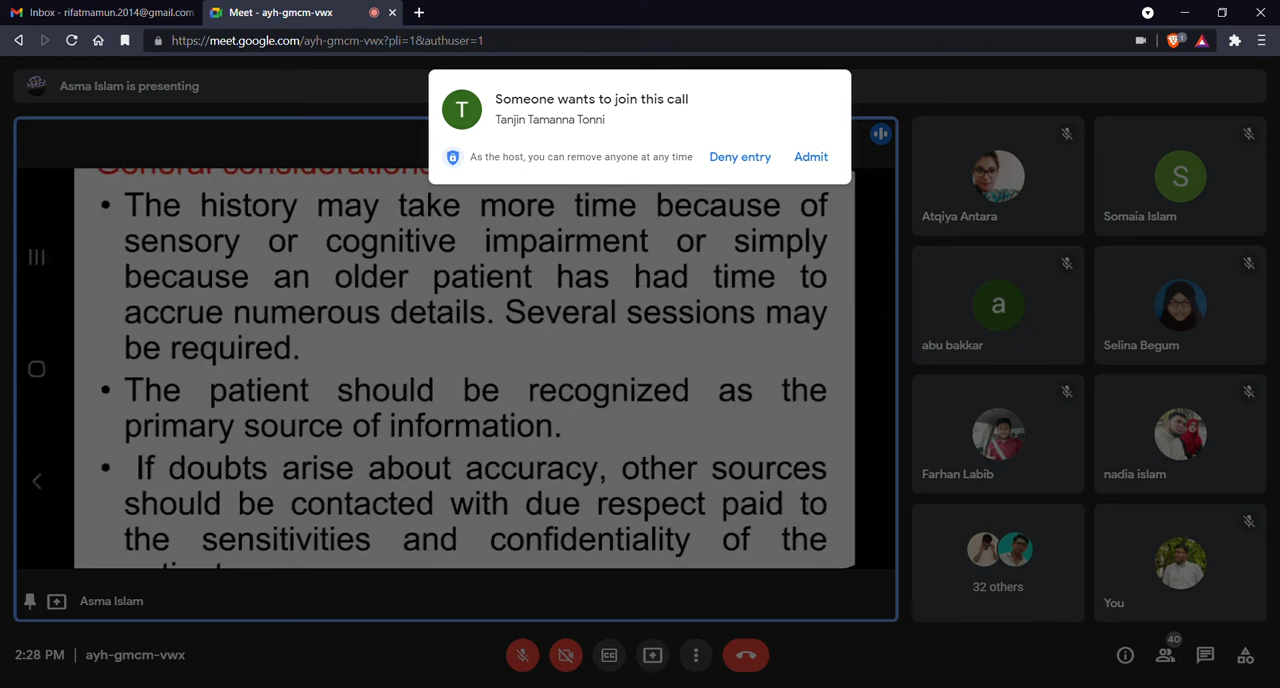 Inbox - rifatmamun.2014@gmail.com
Meet - ayh-gmcm-vwx
https://meet.google.com/ayh-gmcm-vwx?pli=1&authuser=1
1
Asma Islam is presenting
T
Someone wants to join this call
Tanjin Tamanna Tonni
As the host, you can remove anyone at any time
Deny entry
Admit
General considerations
• The history may take more time because of
sensory or cognitive impairment or simply
because an older patient has had time to
accrue numerous details. Several sessions may
be required.
• The patient should be recognized as the
primary source of information.
• If doubts arise about accuracy, other sources
should be contacted with due respect paid to
the sensitivities and confidentiality of the
Asma Islam
Atqiya Antara
S
Somaia Islam
a
abu bakkar
Selina Begum
Farhan Labib
nadia islam
32 others
You
2:28 PM | ayh-gmcm-vwx
CC
40